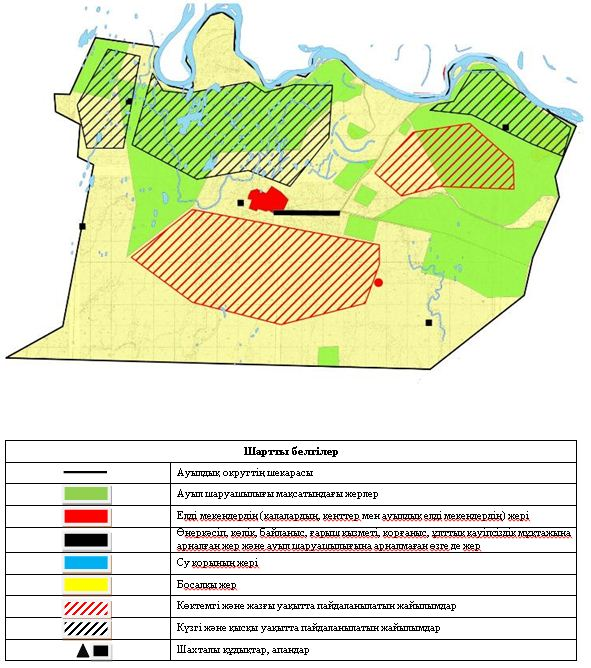 Шартты белгілер
Ауылдық округтің шекарасы
Ауыл шаруашылығы мақсатындағы жерлер
Елді мекендердің (қалалардың, кенттер мен ауылдық елді мекендердің) жері
Өнеркәсіп, көлік, байланыс, ғарыш қызметі, қорғаныс, ұлттық қауіпсіздік мұқтажына
арналған жер және ауыл шаруашылығына арналмаған өзге де жер
Су қорының жері
Босалқы жер
Көктемгі және жазғы уақытта пайдаланылатын жайылымдар
Күзгі және қысқы уақытта пайдаланылатын жайылымдар
Шахталы құдықтар, апандар